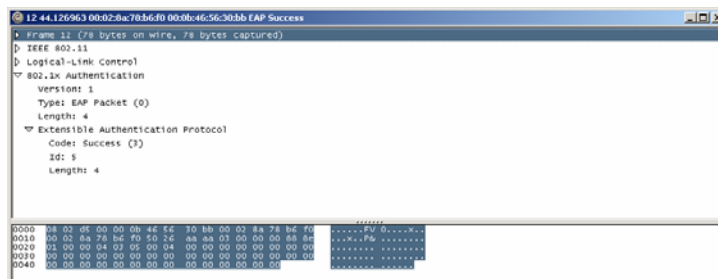 12 44.126963 00:02:8a:78:b6:f0 00:0b:46:56:30:bb EAP Success
Frame 12 (78 bytes on wire, 78 bytes captured)
IEEE 802.11
Logical-Link Control
802.1x Authentication
Version: 1
Type: EAP Packet (0)
Length: 4
Extensible Authentication Protocol
Code: Success (3)
Id: 5
Length: 4
0000 08 02 d5 00 00 0b 46 56 30 bb 00 02 8a 78 b6 f0 ......FV 0....x..
0010 00 02 8a 78 b6 f0 50 26 aa aa 03 00 00 00 88 8e ...x..P& ........
0020 01 00 00 04 03 05 00 04 00 00 00 00 00 00 00 00 ........ ........
0030 00 00 00 00 00 00 00 00 00 00 00 00 00 00 00 00 ........ ........
0040 00 00 00 00 00 00 00 00 00 00 00 00 00 00 ........ ......